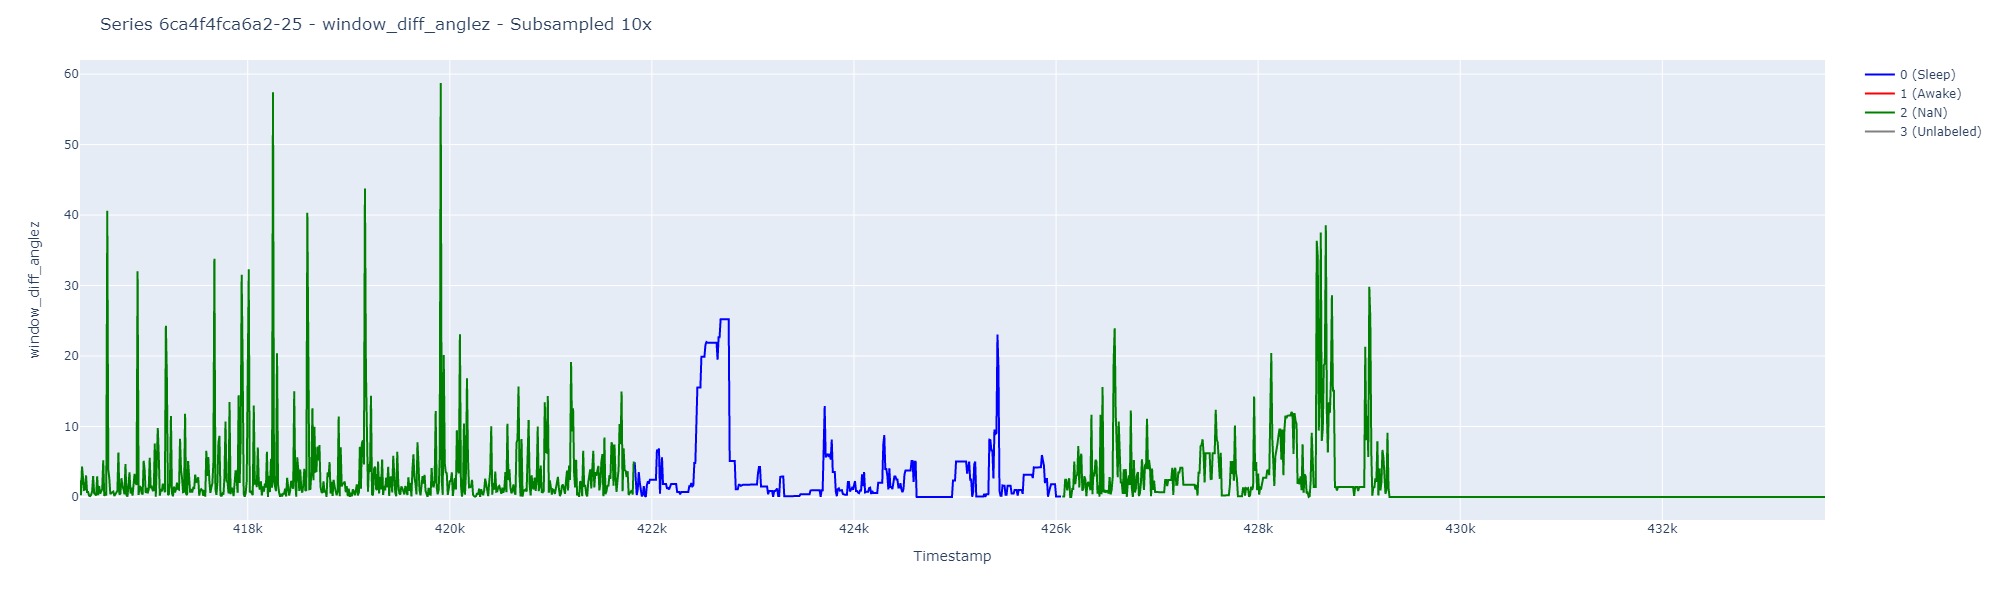 Series 6ca4f4fca6a2-25 - window_diff_anglez - Subsampled 10x
0 (Sleep)
1 (Awake)
2 (NaN)
3 (Unlabeled)
window_diff_anglez
60
50
40
30
20
10
0
418k 420k 422k 424k 426k 428k 430k 432k
Timestamp